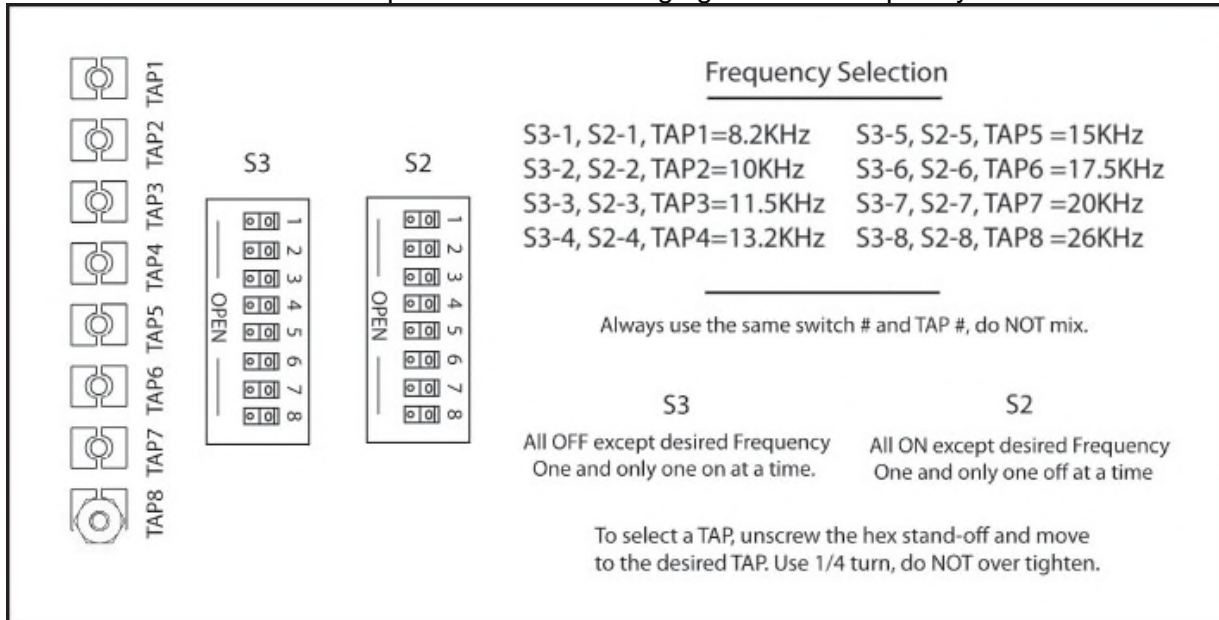 TAP1
TAP2
TAP3
TAP4
TAP5
TAP6
TAP7
TAP8
S3
OPEN
1
2
3
4
5
6
7
8
S2
OPEN
1
2
3
4
5
6
7
8
Frequency Selection
S3-1, S2-1, TAP1=8.2KHz
S3-2, S2-2, TAP2=10KHz
S3-3, S2-3, TAP3=11.5KHz
S3-4, S2-4, TAP4=13.2KHz
S3-5, S2-5, TAP5 =15KHz
S3-6, S2-6, TAP6 =17.5KHz
S3-7, S2-7, TAP7 =20KHz
S3-8, S2-8, TAP8 =26KHz
Always use the same switch # and TAP #, do NOT mix.
S3
All OFF except desired Frequency
One and only one on at a time.
S2
All ON except desired Frequency
One and only one off at a time
To select a TAP, unscrew the hex stand-off and move
to the desired TAP. Use 1/4 turn, do NOT over tighten.